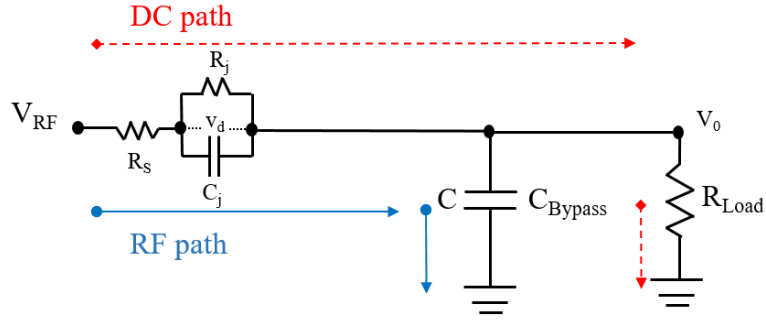 DC path
Rj
VRF
vd
V0
RS
Cj
C
CBypass
RLoad
RF path